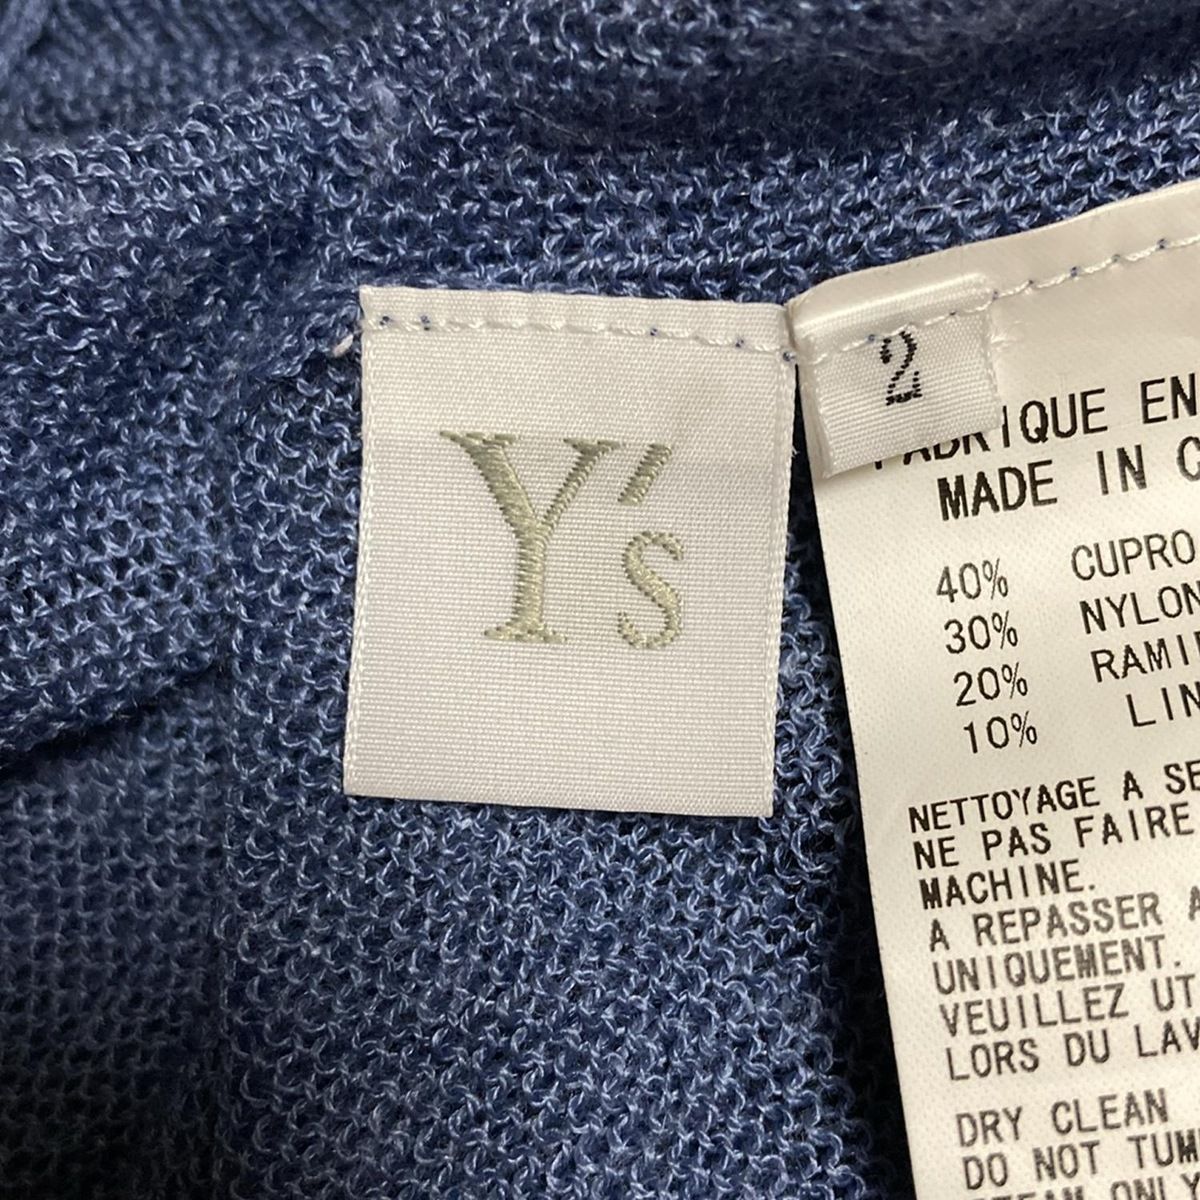 Y's
2
FABRIQUE EN
MADE IN C
40% CUPRO
30% NYLON
20% RAMI
10% LIN
NETTOYAGE A SE
NE PAS FAIRE
MACHINE.
A REPASSER A
UNIQUEMENT.
VEUILLEZ UT
LORS DU LAV
DRY CLEAN
DO NOT TUM
ONLY